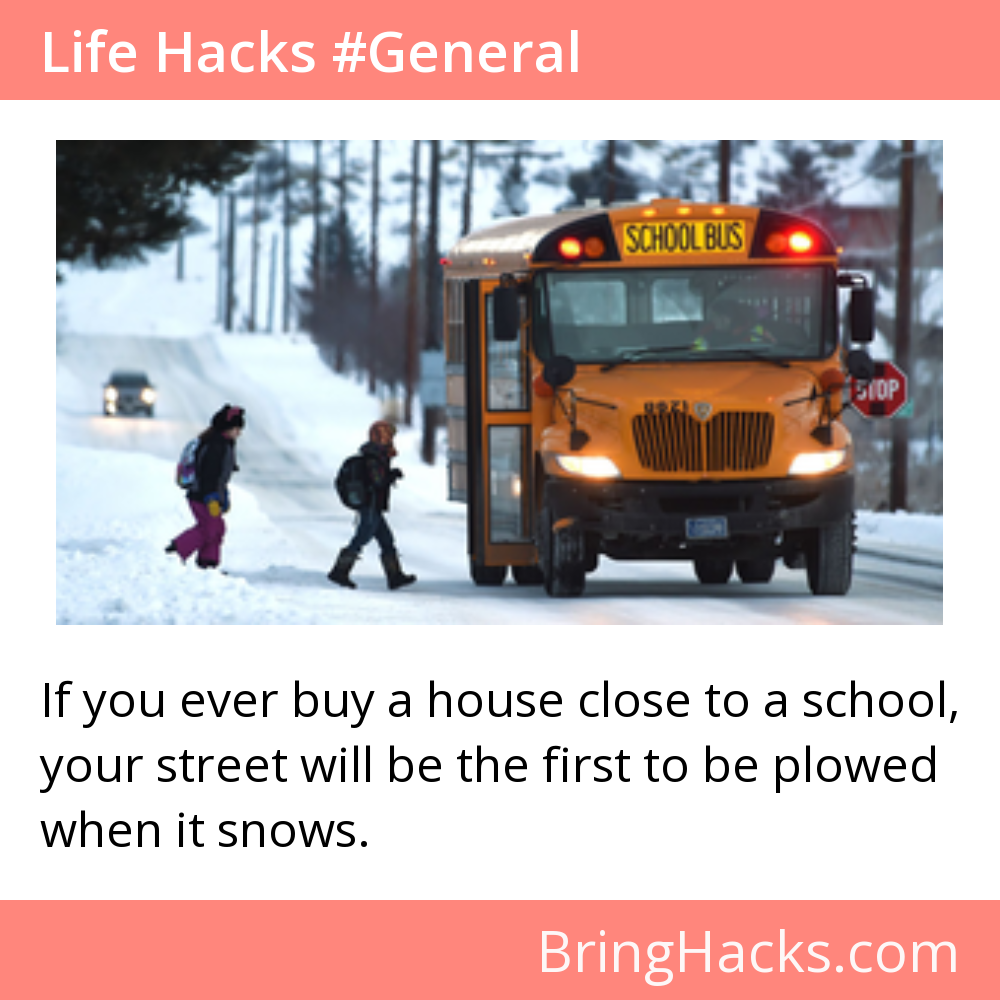 Life Hacks #General
SCHOOL BUS
STOP
If you ever buy a house close to a school,
your street will be the first to be plowed
when it snows.
BringHacks.com